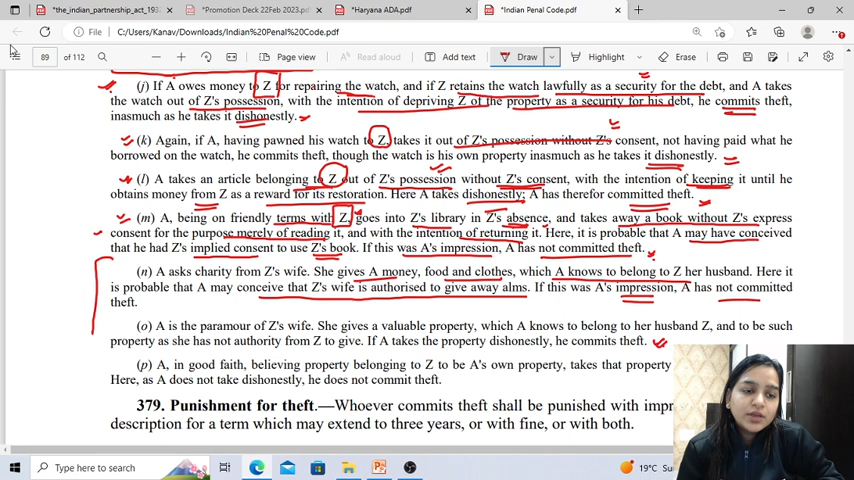 *the_indian_partnership_act_193
*Promotion Deck 22Feb 2023.pdf
*Haryana ADA.pdf
*Indian Penal Code.pdf
File C:/Users/Kanav/Downloads/Indian%20Penal%20Code.pdf
89 of 112 Page view Read aloud Add text Draw Highlight Erase
(j) If A owes money to Z for repairing the watch, and if Z retains the watch lawfully as a security for the debt, and A takes
the watch out of Z's possession, with the intention of depriving Z of the property as a security for his debt, he commits theft,
inasmuch as he takes it dishonestly.
(k) Again, if A, having pawned his watch to Z, takes it out of Z's possession without Z's consent, not having paid what he
borrowed on the watch, he commits theft, though the watch is his own property inasmuch as he takes it dishonestly.
(l) A takes an article belonging to Z out of Z's possession without Z's consent, with the intention of keeping it until he
obtains money from Z as a reward for its restoration. Here A takes dishonestly; A has therefor committed theft.
(m) A, being on friendly terms with Z, goes into Z's library in Z's absence, and takes away a book without Z's express
consent for the purpose merely of reading it, and with the intention of returning it. Here, it is probable that A may have conceived
that he had Z's implied consent to use Z's book. If this was A's impression, A has not committed theft.
(n) A asks charity from Z's wife. She gives A money, food and clothes, which A knows to belong to Z her husband. Here it
is probable that A may conceive that Z's wife is authorised to give away alms. If this was A's impression, A has not committed
theft.
(o) A is the paramour of Z's wife. She gives a valuable property, which A knows to belong to her husband Z, and to be such
property as she has not authority from Z to give. If A takes the property dishonestly, he commits theft.
(p) A, in good faith, believing property belonging to Z to be A's own property, takes that property
Here, as A does not take dishonestly, he does not commit theft.
379. Punishment for theft.—Whoever commits theft shall be punished with impr
description for a term which may extend to three years, or with fine, or with both.
Type here to search
19°C